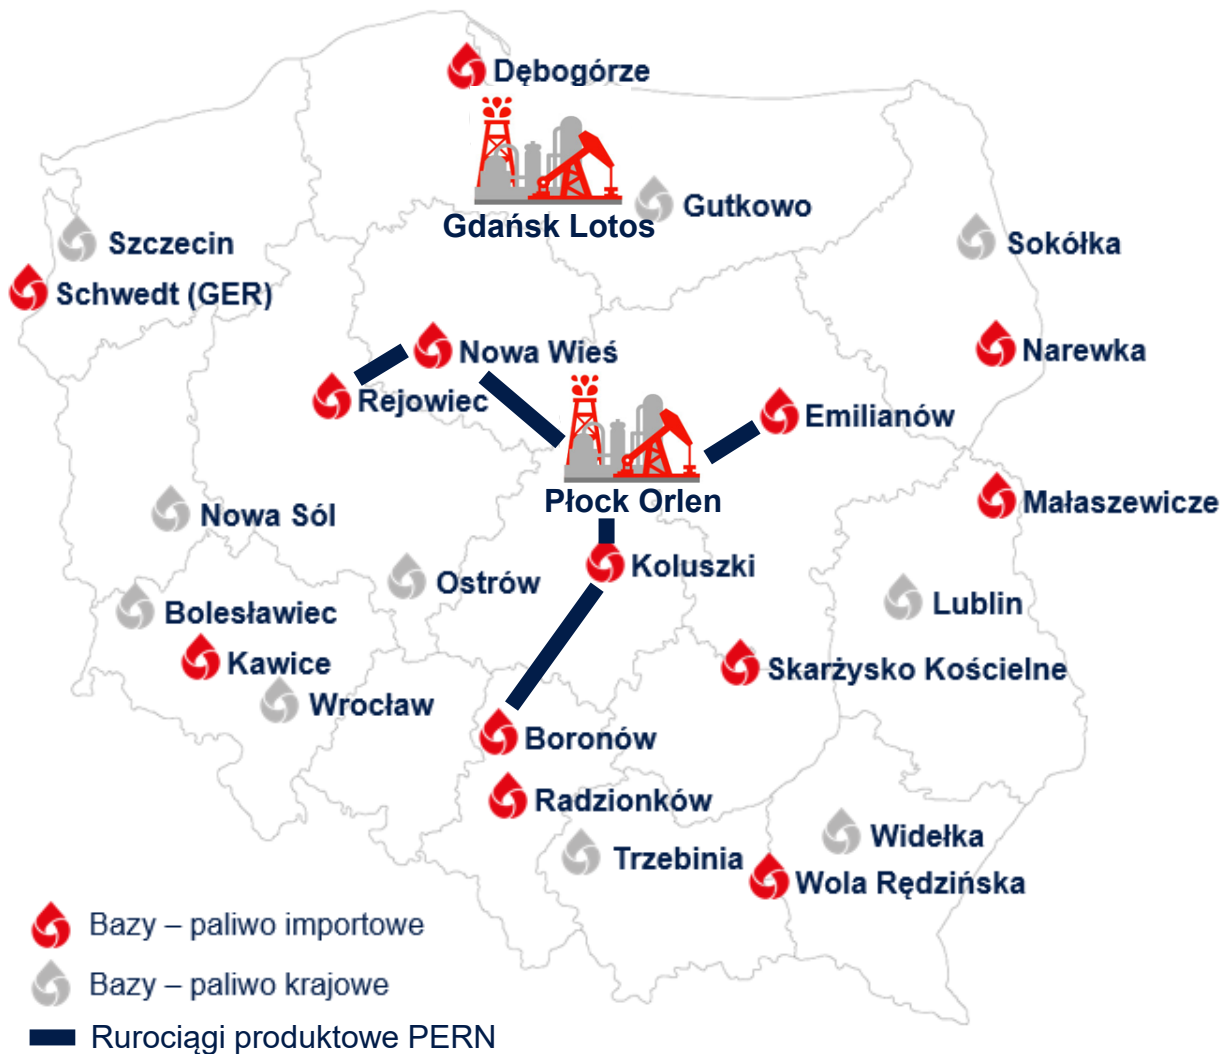 Dębogórze
Gdańsk Lotos
Gutkowo
Szczecin
Sokółka
Schwedt (GER)
Nowa Wieś
Narewka
Rejowiec
Emilianów
Płock Orlen
Małaszewicze
Nowa Sól
Koluszki
Ostrów
Lublin
Bolesławiec
Kawice
Skarżysko Kościelne
Wrocław
Boronów
Radzionków
Widełka
Trzebinia
Wola Rędzińska
Bazy – paliwo importowe
Bazy – paliwo krajowe
Rurociągi produktowe PERN